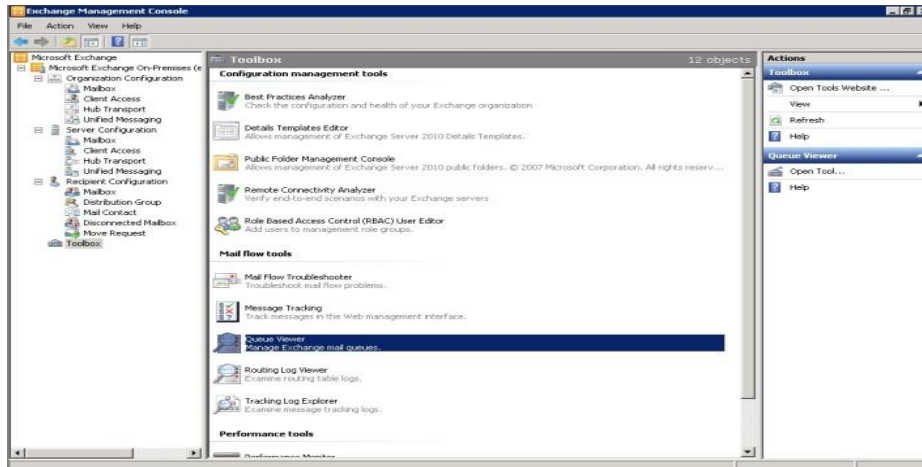 Exchange Management Console
File Action View Help
Microsoft Exchange
Microsoft Exchange On-Premises (e
Organization Configuration
Mailbox
Client Access
Hub Transport
Unified Messaging
Server Configuration
Mailbox
Client Access
Hub Transport
Unified Messaging
Recipient Configuration
Mailbox
Distribution Group
Mail Contact
Disconnected Mailbox
Move Request
Toolbox
Toolbox 12 objects
Configuration management tools
Best Practices Analyzer
Check the configuration and health of your Exchange organization
Details Templates Editor
Allows management of Exchange Server 2010 Details Templates.
Public Folder Management Console
Allows management of Exchange Server 2010 public folders. © 2007 Microsoft Corporation. All rights reserv...
Remote Connectivity Analyzer
Verify end-to-end scenarios with your Exchange servers
Role Based Access Control (RBAC) User Editor
Add users to management role groups.
Mail flow tools
Mail Flow Troubleshooter
Troubleshoot mail flow problems.
Message Tracking
Track messages in the Web management interface.
Queue Viewer
Manage Exchange mail queues.
Routing Log Viewer
Examine routing table logs.
Tracking Log Explorer
Examine message tracking logs.
Performance tools
Performance Monitor
Actions
Toolbox
Open Tools Website ...
View
Refresh
Help
Queue Viewer
Open Tool...
Help